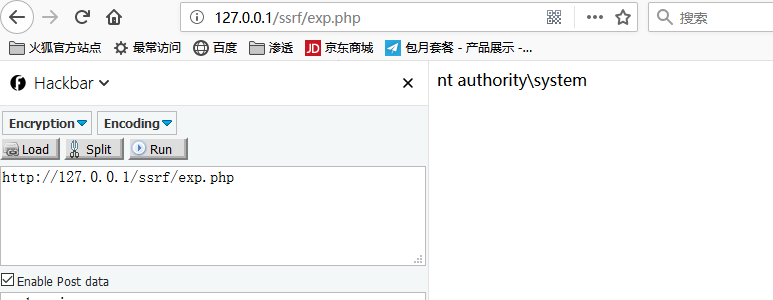 127.0.0.1/ssrf/exp.php
搜索
火狐官方站点 最常访问 百度 渗透 JD 京东商城 包月套餐 - 产品展示 -...
Hackbar
nt authority\system
Encryption Encoding
Load Split Run
http://127.0.0.1/ssrf/exp.php
Enable Post data